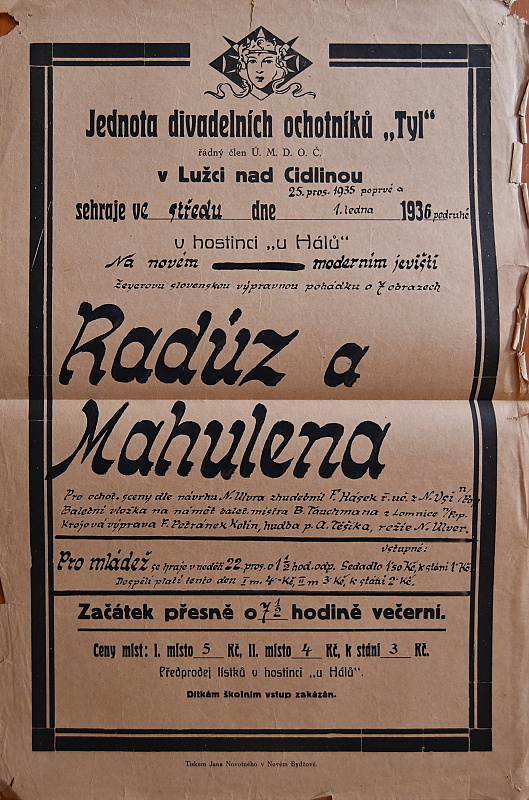 Jednota divadelních ochotníků „Tyl“
řádný člen Ú. M. D. O. Č.
v Lužci nad Cidlinou
25. pros. 1935 poprvé a
sehraje ve středu dne 1. ledna 1936 podruhé
v hostinci „u Hálů“
Na novém moderním jevišti
Zeyerovu slovenskou výpravnou pohádku o 7 obrazech
Radúz a
Mahulena
Pro ochot. sceny dle návrhu N. Ulvra zhudebnil F. Hásek ř. uč. z N. Vsi n/Pop.
Baletní vložka na námět balet. mistra B. Tauchmana z Lomnice n/Pop.
Krojová výprava F. Petránek Kolín, hudba p. A. Těšíka, režie N. Ulver.
vstupné:
Pro mládež se hraje v neděli 22. pros. o 1½ hod. odp. Sedadlo 1.50 Kč, k stání 1 Kč
Dospělí platí tento den I m. 4 Kč, II m 3 Kč, k stání 2 Kč.
Začátek přesně o 7½ hodině večerní.
Ceny míst: I. místo 5 Kč, II. místo 4 Kč, k stání 3 Kč.
Předprodej lístků v hostinci „u Hálů“.
Dítkám školním vstup zakázán.
Tiskem Jana Novotného v Novém Bydžově.